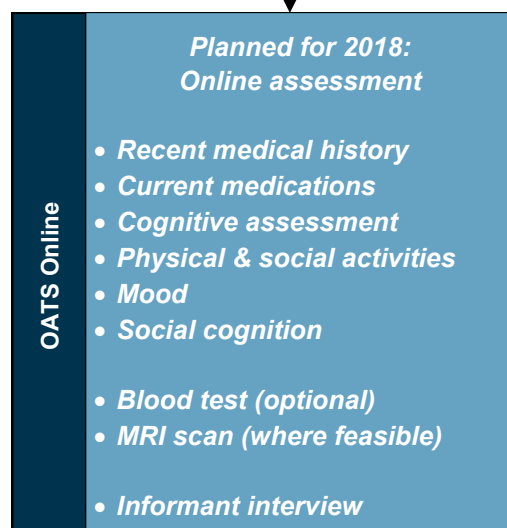 OATS Online
Planned for 2018:
Online assessment
• Recent medical history
• Current medications
• Cognitive assessment
• Physical & social activities
• Mood
• Social cognition
• Blood test (optional)
• MRI scan (where feasible)
• Informant interview